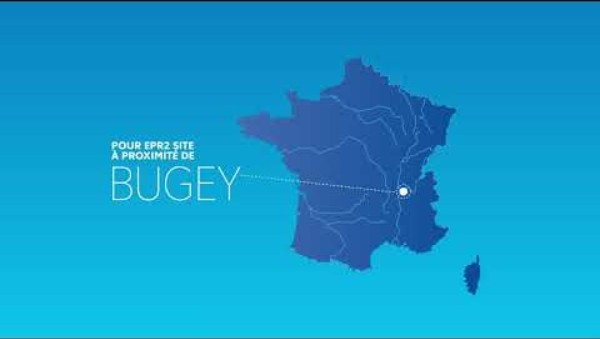 POUR EPR2 SITE
À PROXIMITÉ DE
BUGEY